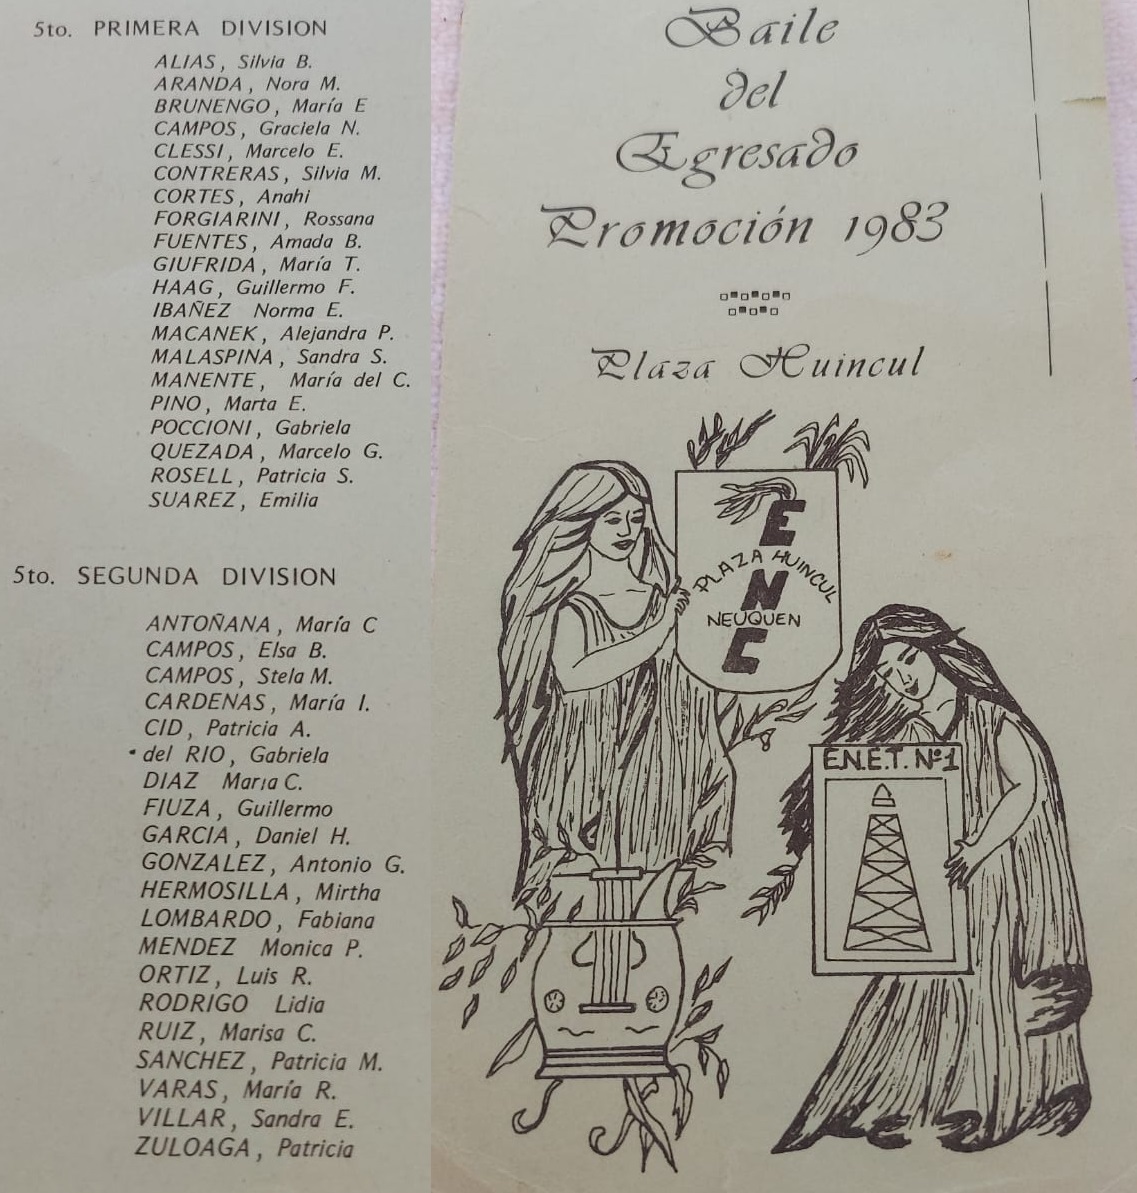 5to. PRIMERA DIVISION
ALIAS, Silvia B.
ARANDA, Nora M.
BRUNENGO, María E
CAMPOS, Graciela N.
CLESSI, Marcelo E.
CONTRERAS, Silvia M.
CORTES, Anahi
FORGIARINI, Rossana
FUENTES, Amada B.
GIUFRIDA, María T.
HAAG, Guillermo F.
IBAÑEZ Norma E.
MACANEK, Alejandra P.
MALASPINA, Sandra S.
MANENTE, María del C.
PINO, Marta E.
POCCIONI, Gabriela
QUEZADA, Marcelo G.
ROSELL, Patricia S.
SUAREZ, Emilia
5to. SEGUNDA DIVISION
ANTOÑANA, María C
CAMPOS, Elsa B.
CAMPOS, Stela M.
CARDENAS, María I.
CID, Patricia A.
del RIO, Gabriela
DIAZ Maria C.
FIUZA, Guillermo
GARCIA, Daniel H.
GONZALEZ, Antonio G.
HERMOSILLA, Mirtha
LOMBARDO, Fabiana
MENDEZ Monica P.
ORTIZ, Luis R.
RODRIGO Lidia
RUIZ, Marisa C.
SANCHEZ, Patricia M.
VARAS, María R.
VILLAR, Sandra E.
ZULOAGA, Patricia
Baile
del
Egresado
Promoción 1983
Plaza Huincul
E
PLAZA HUINCUL
N
NEUQUEN
C
E.N.E.T. Nº1